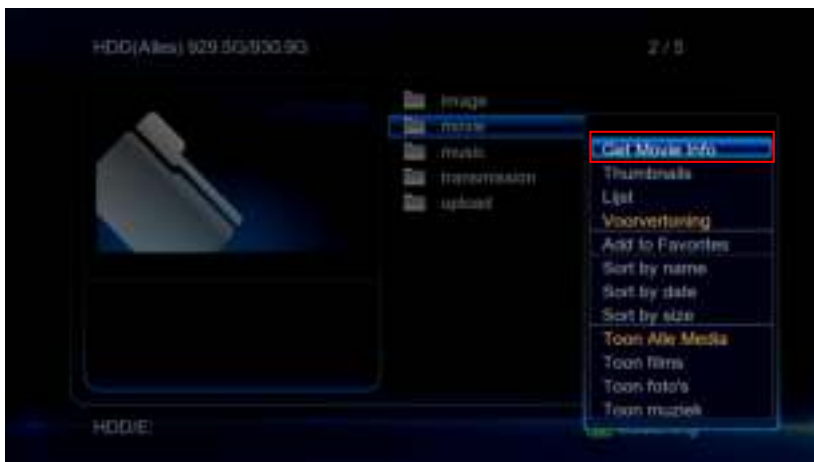 HDD(Alles) 929.5G/930.9G
2 / 5
image
movie
music
transmission
upload
Get Movie Info
Thumbnails
Lijst
Voorvertoning
Add to Favorites
Sort by name
Sort by date
Sort by size
Toon Alle Media
Toon films
Toon foto's
Toon muziek
HDD/E: